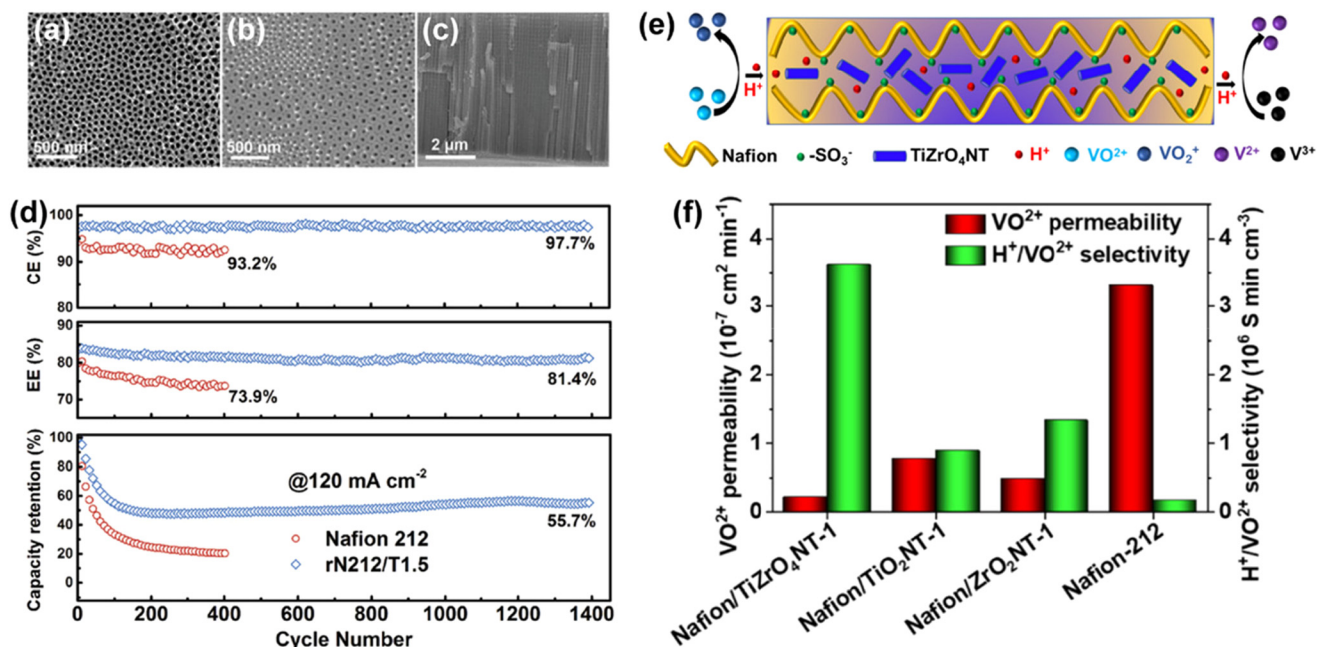 (a)
500 nm
(b)
500 nm
(c)
2 μm
(d)
CE (%)
100
90
80
97.7%
93.2%
EE (%)
90
80
70
81.4%
73.9%
Capacity retention (%)
100
80
60
40
20
0
@120 mA cm⁻²
55.7%
Nafion 212
rN212/T1.5
0 200 400 600 800 1000 1200 1400
Cycle Number
(e)
VO₂⁺
V²⁺
H⁺
H⁺
VO²⁺
V³⁺
Nafion -SO₃⁻ TiZrO₄NT H⁺ VO²⁺ VO₂⁺ V²⁺ V³⁺
(f)
VO²⁺ permeability
H⁺/VO²⁺ selectivity
VO²⁺ permeability (10⁻⁷ cm² min⁻¹)
4
3
2
1
0
H⁺/VO²⁺ selectivity (10⁶ S min cm⁻³)
4
3
2
1
0
Nafion/TiZrO₄NT-1
Nafion/TiO₂NT-1
Nafion/ZrO₂NT-1
Nafion-212